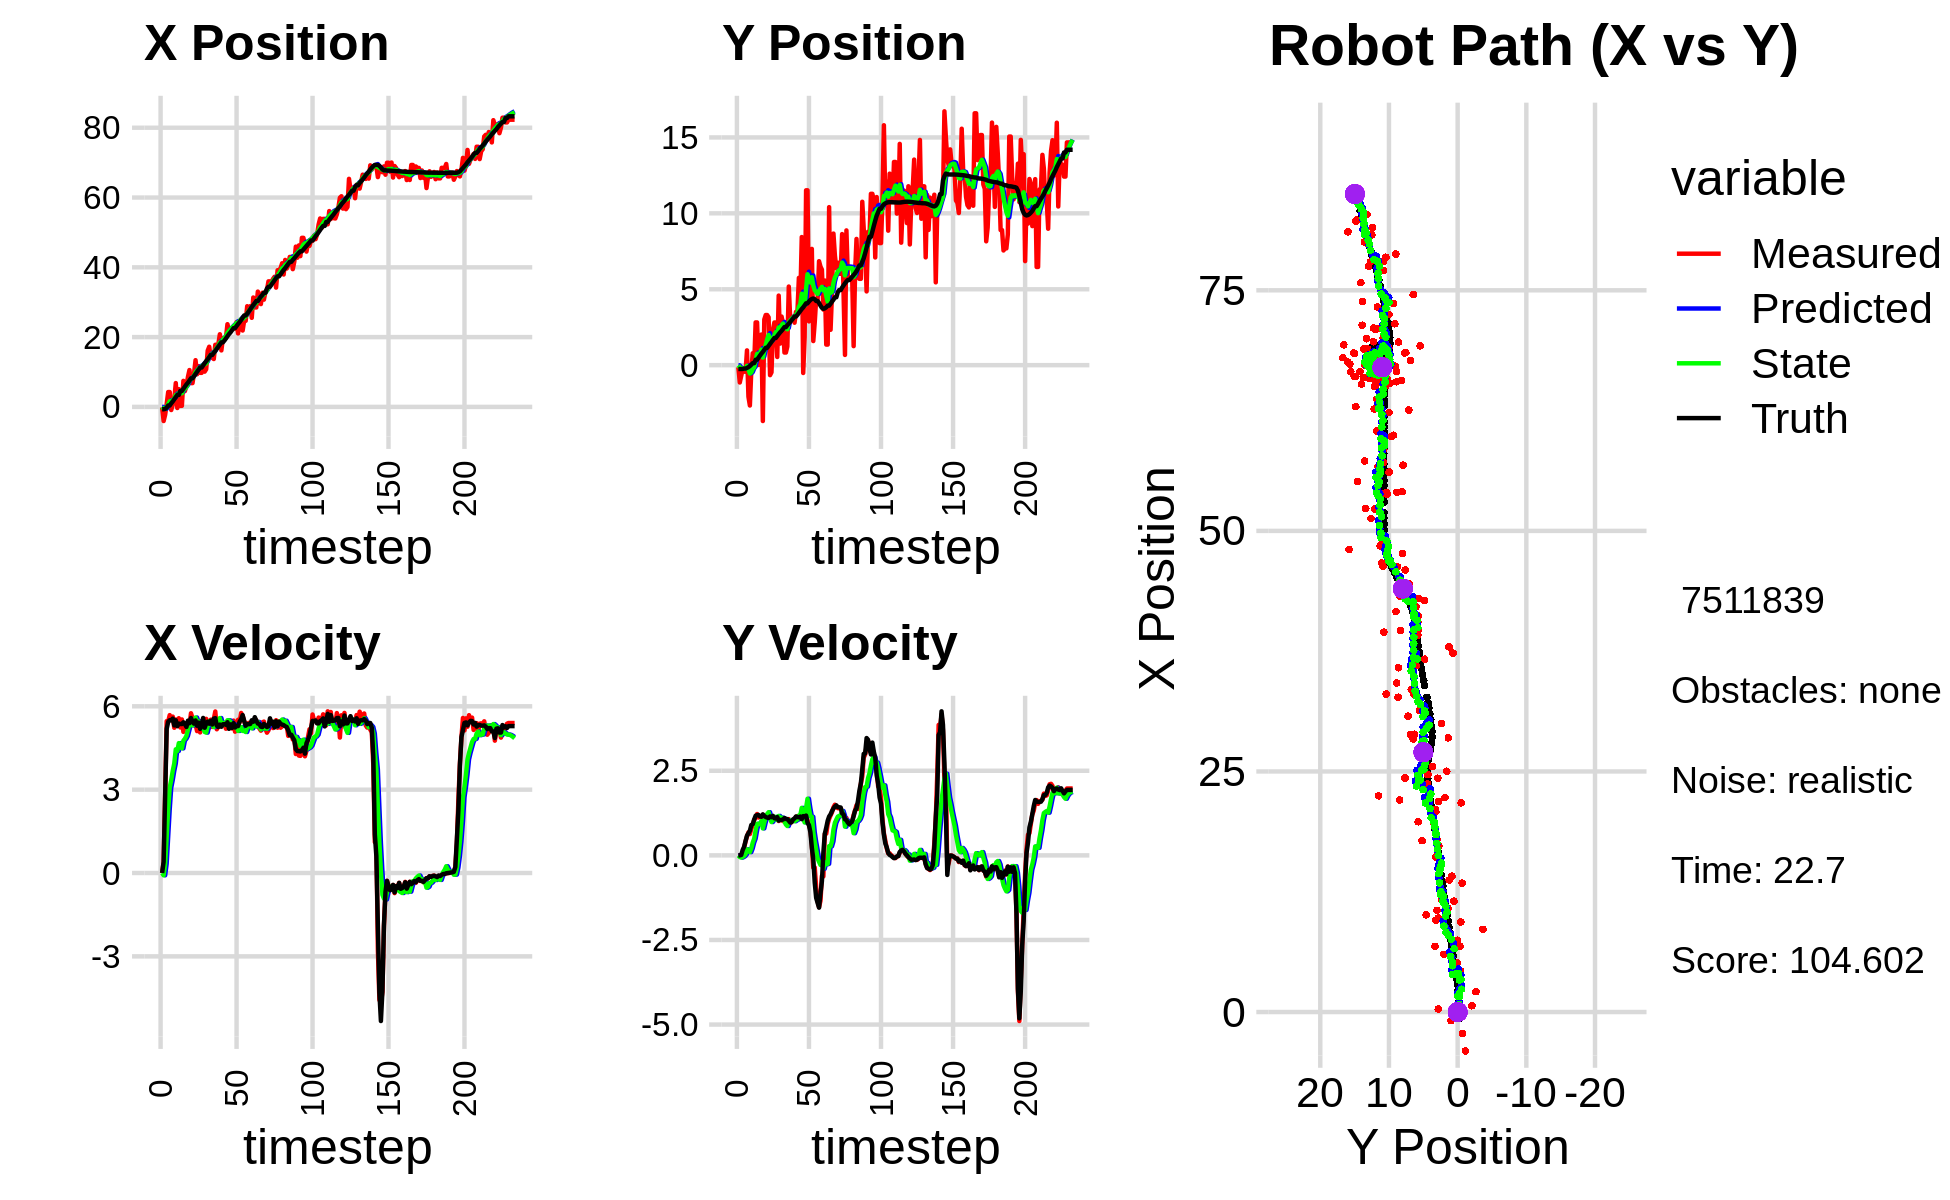 X Position
80
60
40
20
0
0
50
100
150
200
timestep
Y Position
15
10
5
0
0
50
100
150
200
timestep
X Velocity
6
3
0
-3
0
50
100
150
200
timestep
Y Velocity
2.5
0.0
-2.5
-5.0
0
50
100
150
200
timestep
Robot Path (X vs Y)
X Position
75
50
25
0
20
10
0
-10
-20
Y Position
variable
Measured
Predicted
State
Truth
7511839
Obstacles: none
Noise: realistic
Time: 22.7
Score: 104.602